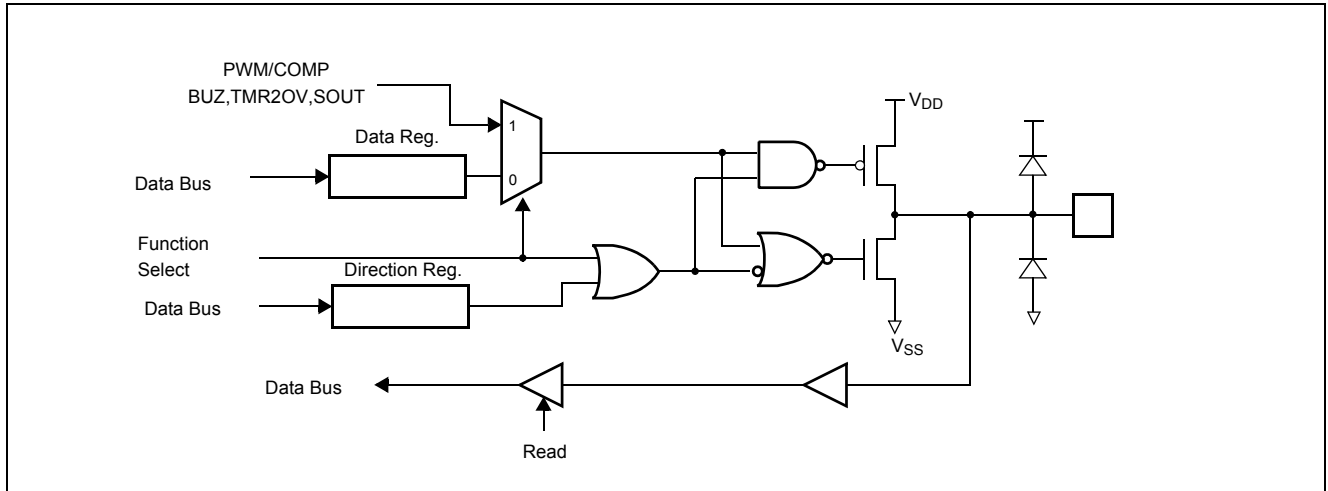 PWM/COMP
BUZ,TMR2OV,SOUT
VDD
Data Reg.
1
0
Data Bus
Function
Select
Direction Reg.
Data Bus
VSS
Data Bus
Read